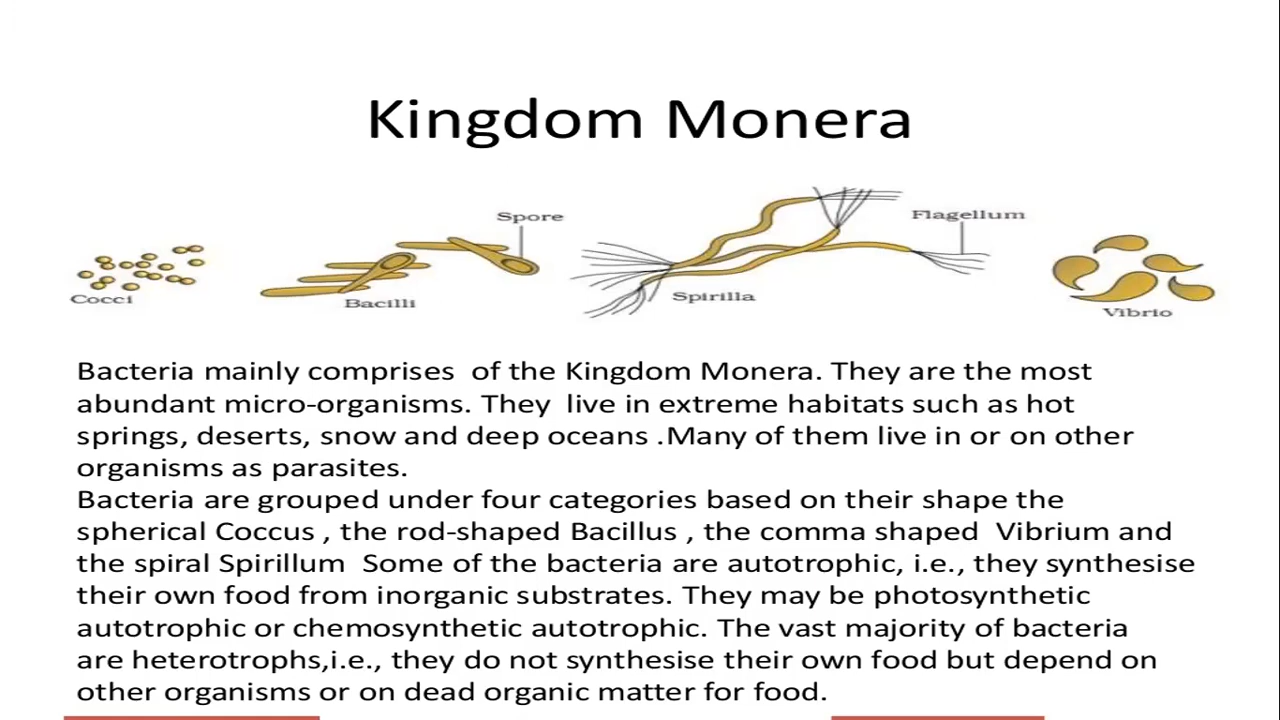 Kingdom Monera
Spore
Flagellum
Cocci
Bacilli
Spirilla
Vibrio
Bacteria mainly comprises of the Kingdom Monera. They are the most
abundant micro-organisms. They live in extreme habitats such as hot
springs, deserts, snow and deep oceans .Many of them live in or on other
organisms as parasites.
Bacteria are grouped under four categories based on their shape the
spherical Coccus , the rod-shaped Bacillus , the comma shaped Vibrium and
the spiral Spirillum Some of the bacteria are autotrophic, i.e., they synthesise
their own food from inorganic substrates. They may be photosynthetic
autotrophic or chemosynthetic autotrophic. The vast majority of bacteria
are heterotrophs,i.e., they do not synthesise their own food but depend on
other organisms or on dead organic matter for food.